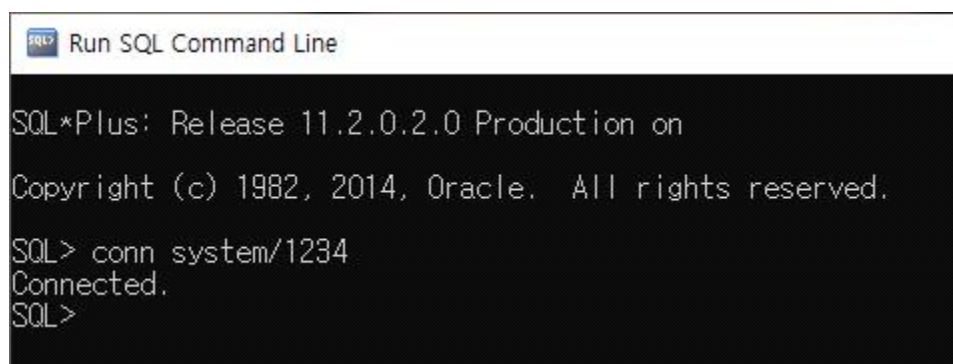 Run SQL Command Line
SQL*Plus: Release 11.2.0.2.0 Production on
Copyright (c) 1982, 2014, Oracle.  All rights reserved.
SQL> conn system/1234
Connected.
SQL>